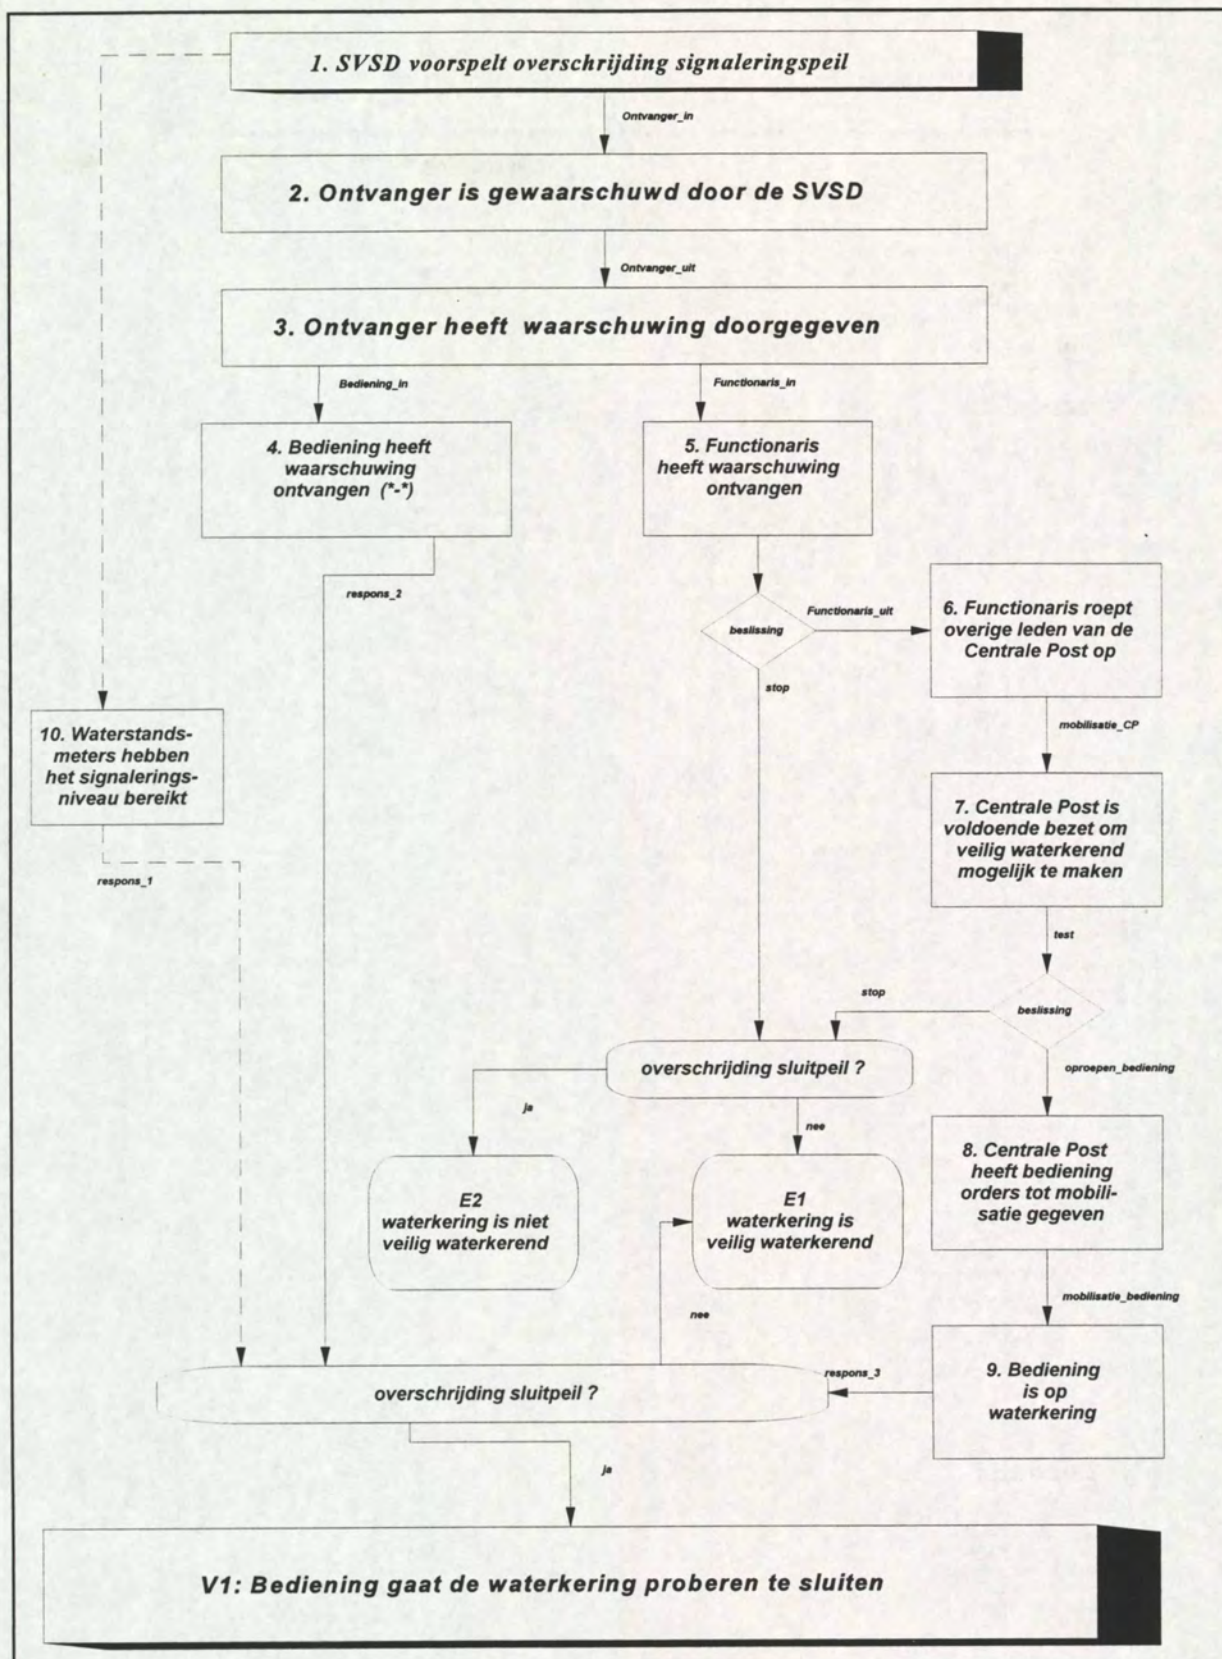 1. SVSD voorspelt overschrijding signaleringspeil
Ontvanger_in
2. Ontvanger is gewaarschuwd door de SVSD
Ontvanger_uit
3. Ontvanger heeft waarschuwing doorgegeven
Bediening_in
Functionaris_in
4. Bediening heeft
waarschuwing
ontvangen (*-*)
5. Functionaris
heeft waarschuwing
ontvangen
respons_2
beslissing
Functionaris_uit
6. Functionaris roept
overige leden van de
Centrale Post op
stop
mobilisatie_CP
10. Waterstands-
meters hebben
het signalerings-
niveau bereikt
7. Centrale Post is
voldoende bezet om
veilig waterkerend
mogelijk te maken
respons_1
test
stop
beslissing
overschrijding sluitpeil ?
oproepen_bediening
ja
nee
8. Centrale Post
heeft bediening
orders tot mobili-
satie gegeven
E2
waterkering is niet
veilig waterkerend
E1
waterkering is
veilig waterkerend
mobilisatie_bediening
nee
9. Bediening
is op
waterkering
respons_3
overschrijding sluitpeil ?
ja
V1: Bediening gaat de waterkering proberen te sluiten